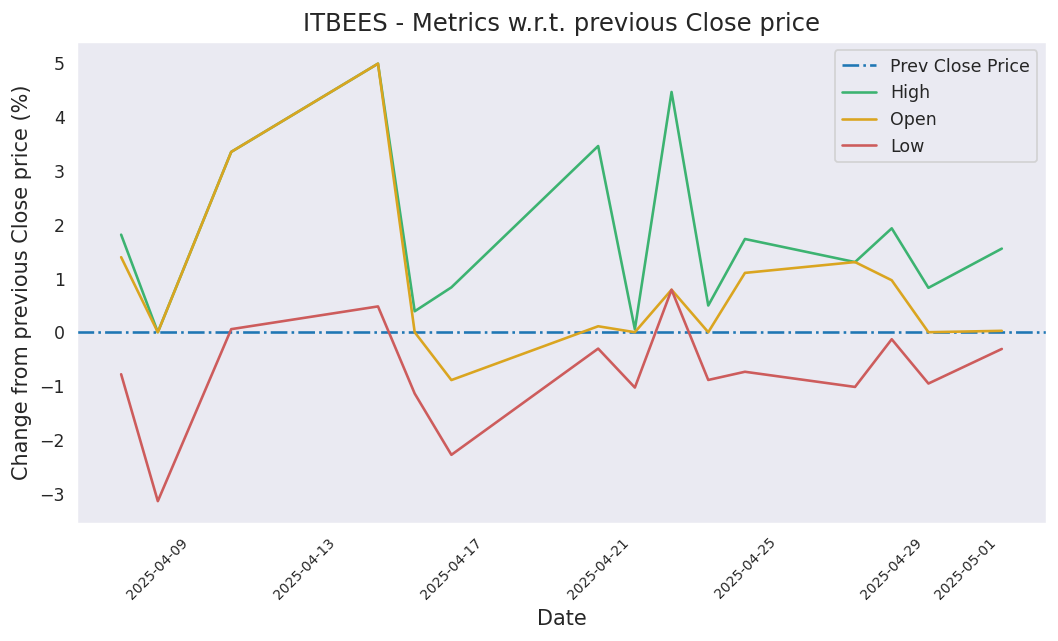 ITBEES - Metrics w.r.t. previous Close price
Change from previous Close price (%)
5
4
3
2
1
0
−1
−2
−3
Prev Close Price
High
Open
Low
2025-04-09
2025-04-13
2025-04-17
2025-04-21
2025-04-25
2025-04-29
2025-05-01
Date